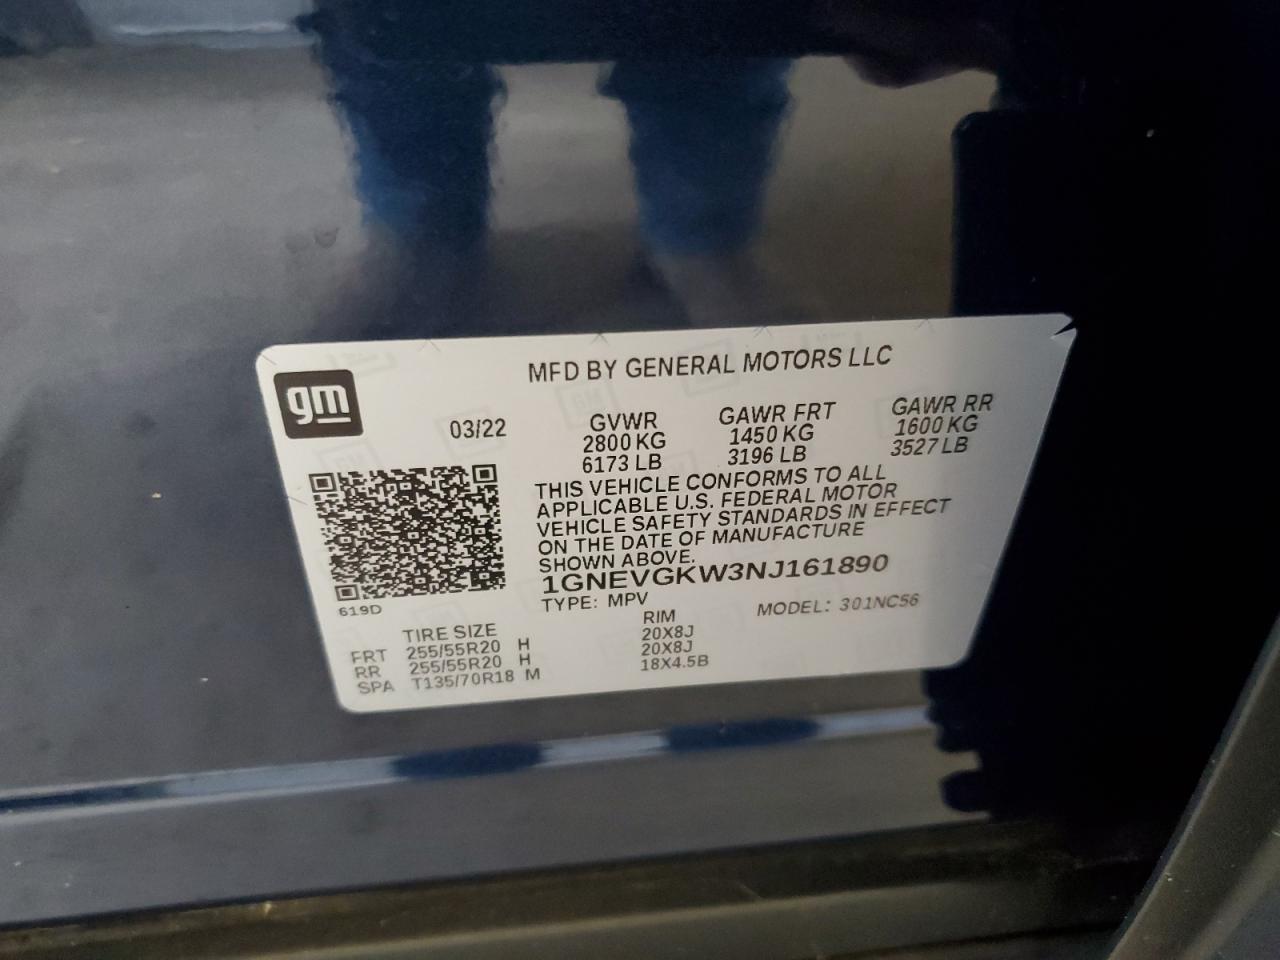 gm
MFD BY GENERAL MOTORS LLC
03/22
GVWR GAWR FRT GAWR RR
2800 KG 1450 KG 1600 KG
6173 LB 3196 LB 3527 LB
THIS VEHICLE CONFORMS TO ALL
APPLICABLE U.S. FEDERAL MOTOR
VEHICLE SAFETY STANDARDS IN EFFECT
ON THE DATE OF MANUFACTURE
SHOWN ABOVE.
1GNEVGKW3NJ161890
619D
TYPE: MPV MODEL: 301NC56
TIRE SIZE RIM
FRT 255/55R20 H 20X8J
RR 255/55R20 H 20X8J
SPA T135/70R18 M 18X4.5B